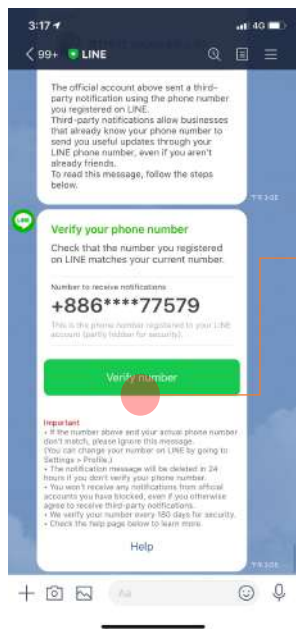 3:17
4G
99+
LINE
The official account above sent a third-
party notification using the phone number
you registered on LINE.
Third-party notifications allow businesses
that already know your phone number to
send you useful updates through your
LINE phone number, even if you aren't
already friends.
To read this message, follow the steps
below.
下午3:05
LINE
Verify your phone number
Check that the number you registered
on LINE matches your current number.
Number to receive notifications
+886****77579
This is the phone number registered to your LINE
account (partly hidden for security).
Verify number
Important
• If the number above and your actual phone number
don't match, please ignore this message.
(You can change your number on LINE by going to
Settings > Profile.)
• The notification message will be deleted in 24
hours if you don't verify your phone number.
• You won't receive any notifications from official
accounts you have blocked, even if you otherwise
agree to receive third-party notifications.
• We verify your number every 180 days for security.
• Check the help page below to learn more.
Help
Aa